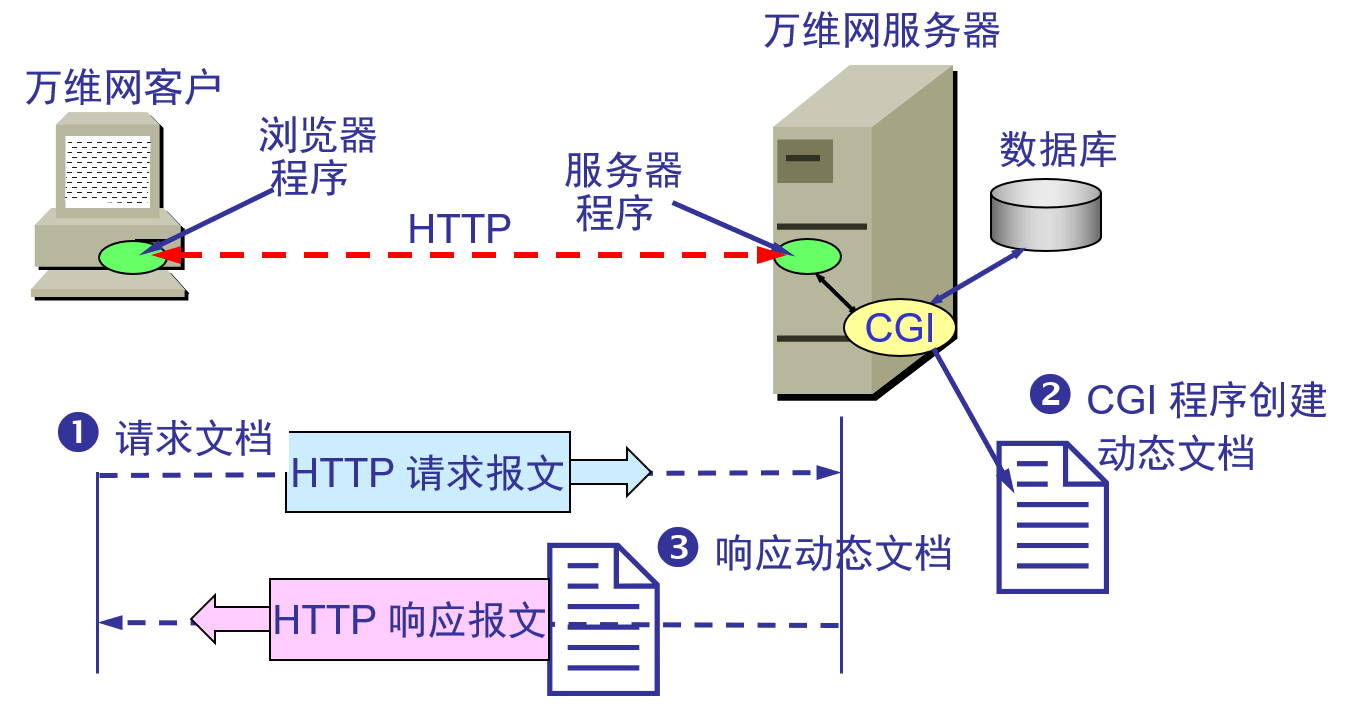 万维网服务器
万维网客户
浏览器
程序
服务器
程序
数据库
HTTP
CGI
❷ CGI 程序创建
动态文档
❶ 请求文档
HTTP 请求报文
❸ 响应动态文档
HTTP 响应报文